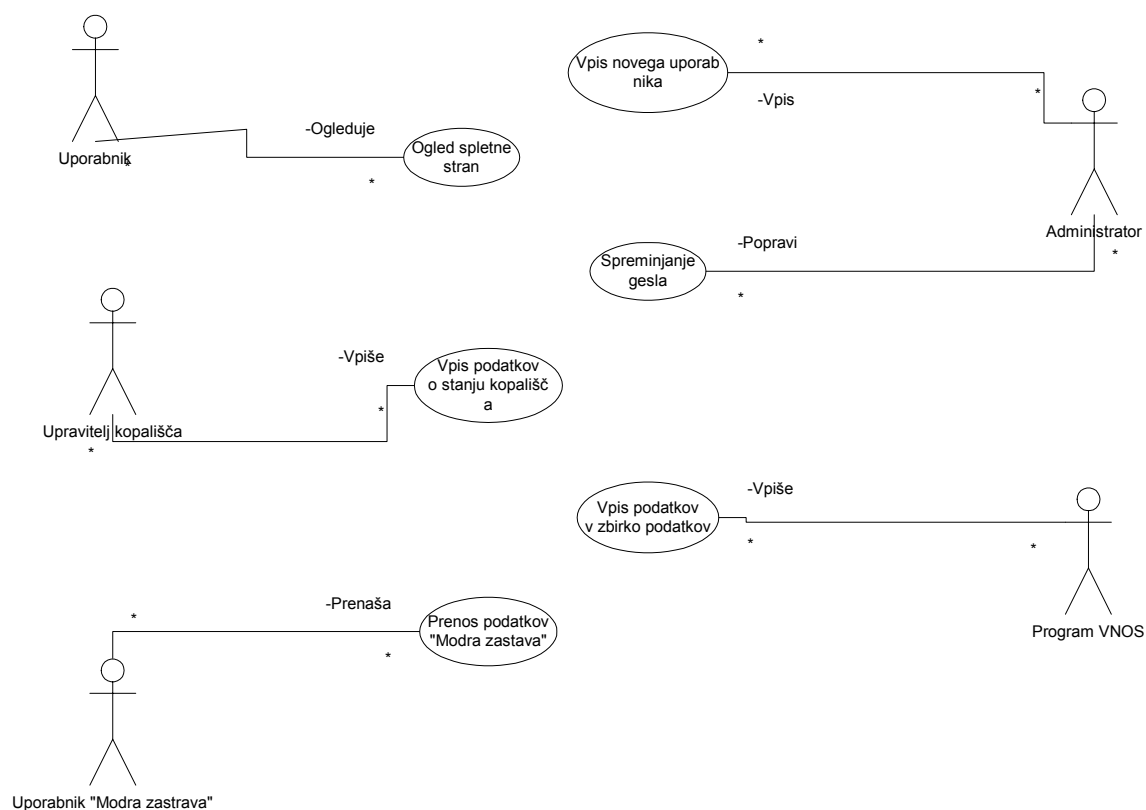 Uporabnik
*
-Ogleduje
*
Ogled spletne
stran
*
Vpis novega uporab
nika
-Vpis
*
Administrator
*
-Popravi
Spreminjanje
gesla
*
-Vpiše
Vpis podatkov
o stanju kopališč
a
*
Upravitelj kopališča
*
-Vpiše
Vpis podatkov
v zbirko podatkov
*
*
Program VNOS
-Prenaša
*
*
Prenos podatkov
"Modra zastava"
Uporabnik "Modra zastrava"